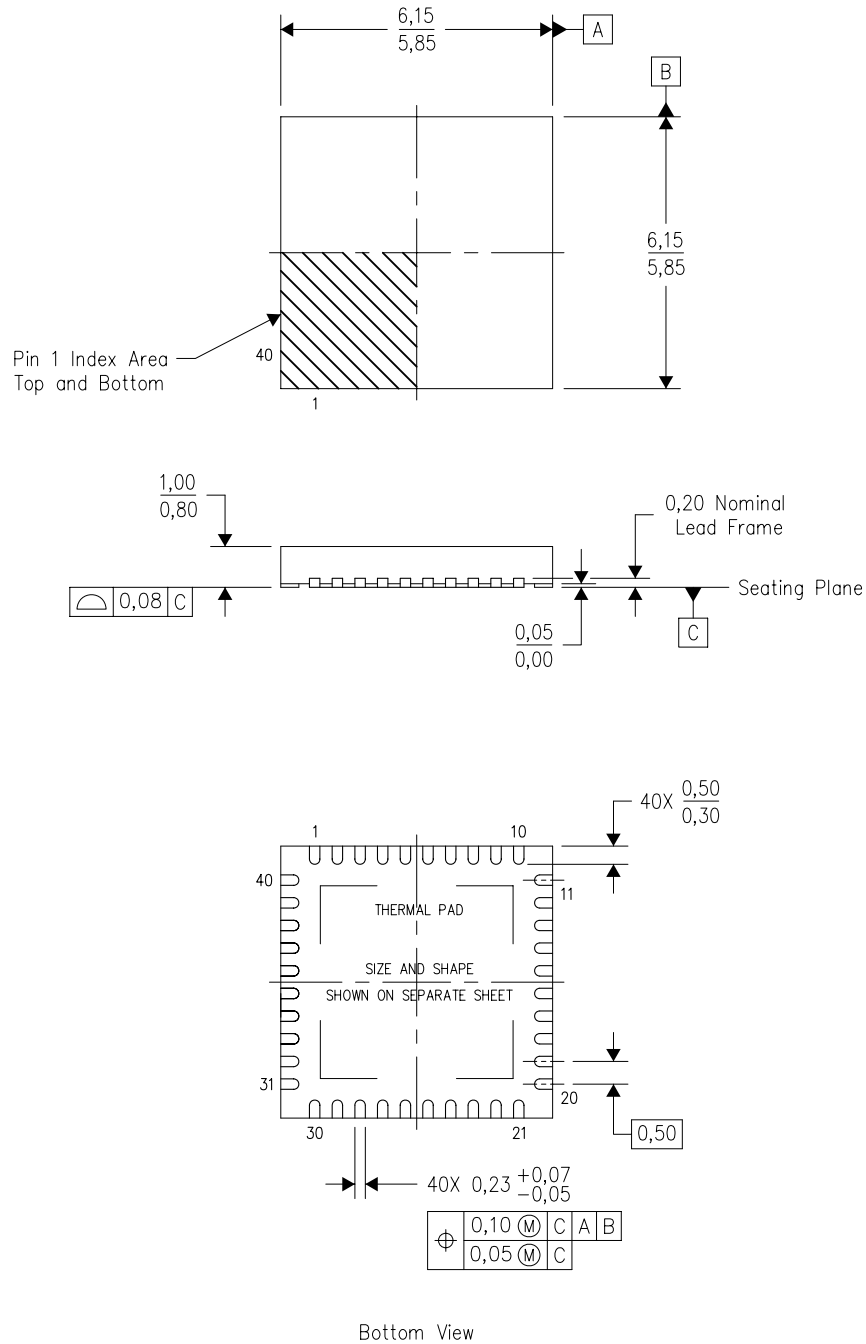 6,15
5,85
A
B
6,15
5,85
Pin 1 Index Area
Top and Bottom
40
1
1,00
0,80
0,20 Nominal
Lead Frame
0,08 C
Seating Plane
0,05
0,00
C
40X 0,50
0,30
1
10
40
11
THERMAL PAD
SIZE AND SHAPE
SHOWN ON SEPARATE SHEET
31
20
30
21
0,50
40X 0,23 +0,07
-0,05
0,10 Ⓜ C A B
0,05 Ⓜ C
Bottom View